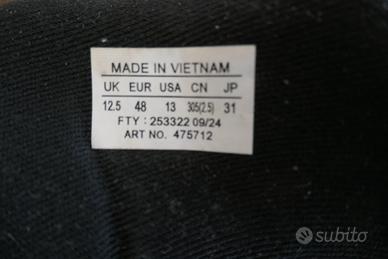 MADE IN VIETNAM
UK EUR USA CN JP
12.5 48 13 305(2.5) 31
FTY : 253322 09/24
ART NO. 475712
subito